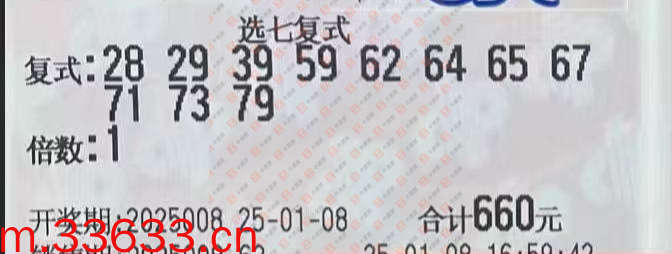 选七复式
复式:28 29 39 59 62 64 65 67
71 73 79
倍数:1
开奖期:2025008 25-01-08 合计660元
m.33633.cn
25-01-08 16:59:42